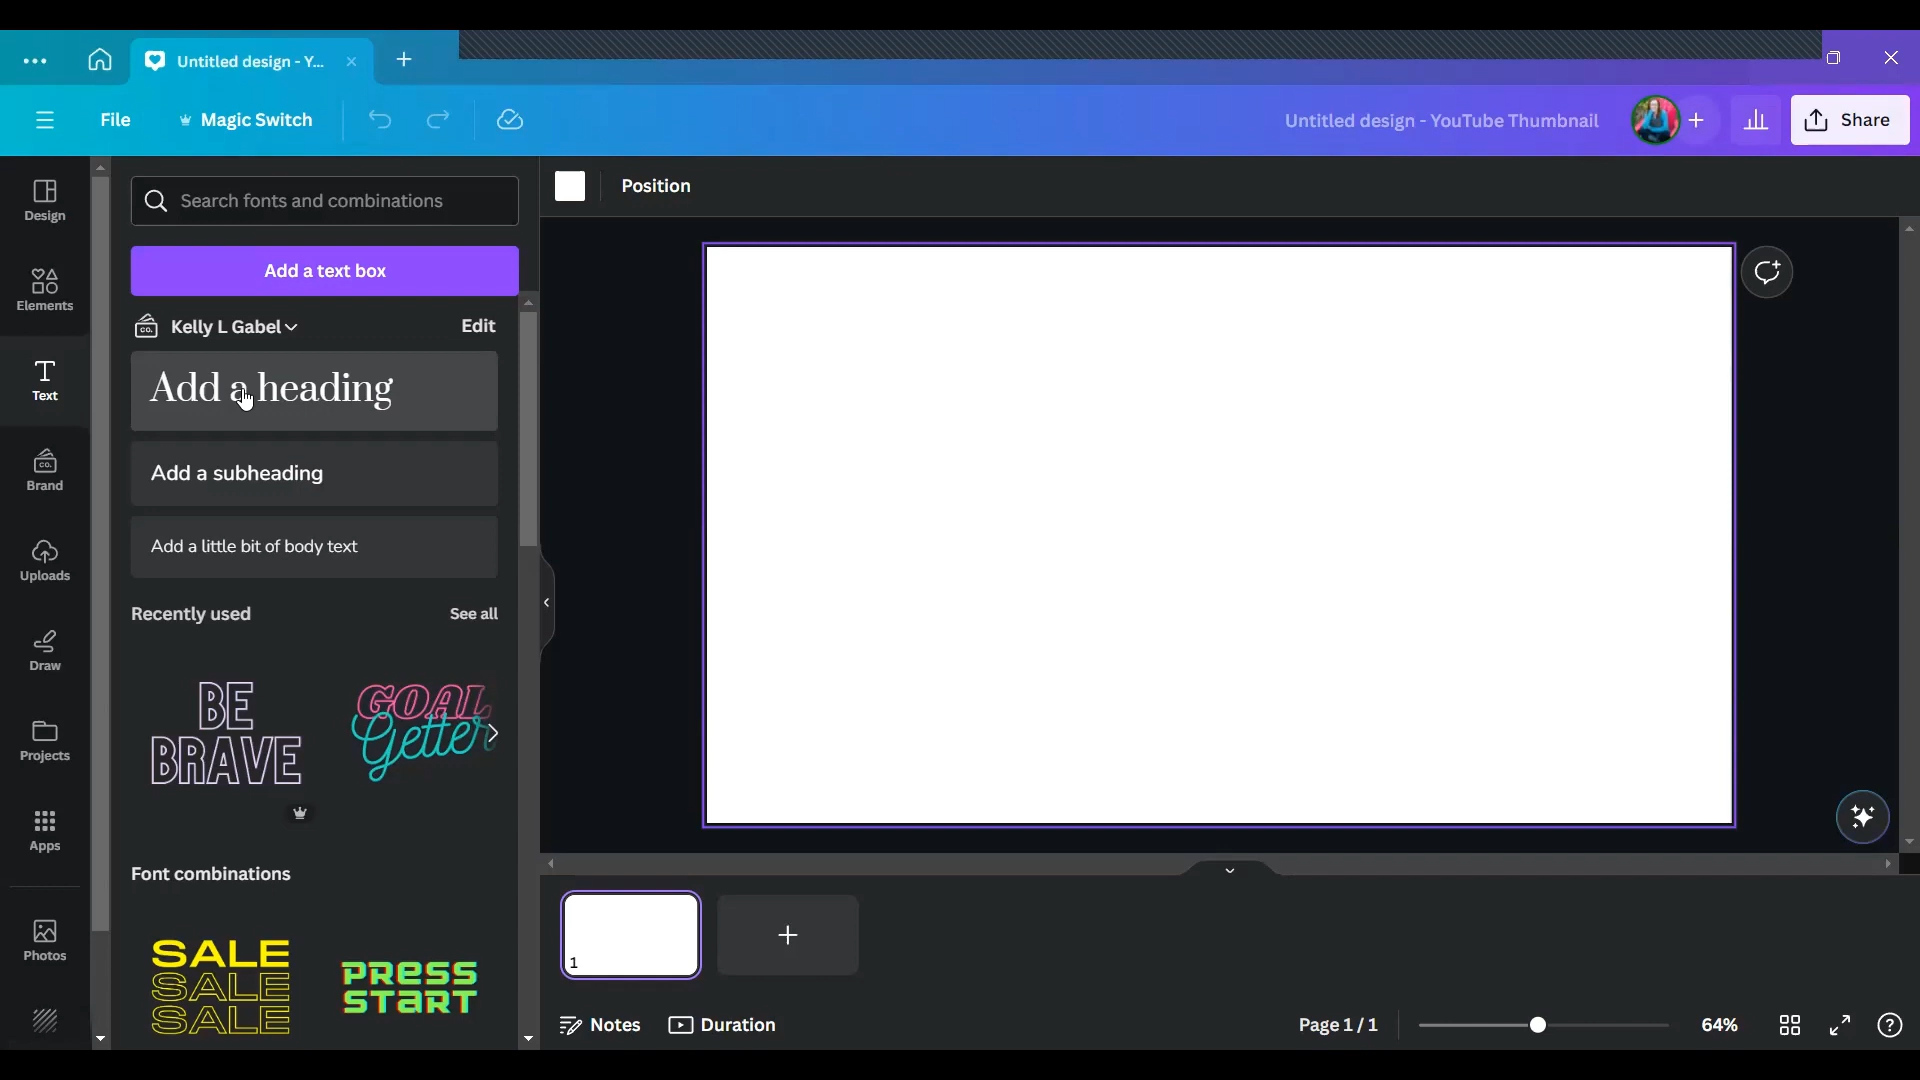 Untitled design - Y...
File
Magic Switch
Untitled design - YouTube Thumbnail
Share
Design
Elements
Text
Brand
Uploads
Draw
Projects
Apps
Photos
Search fonts and combinations
Add a text box
CO.
Kelly L Gabel
Edit
Add a heading
Add a subheading
Add a little bit of body text
Recently used
See all
BE
BRAVE
GOAL
Getter
Font combinations
SALE
SALE
SALE
PRESS
START
Position
1
Notes
Duration
Page 1 / 1
64%